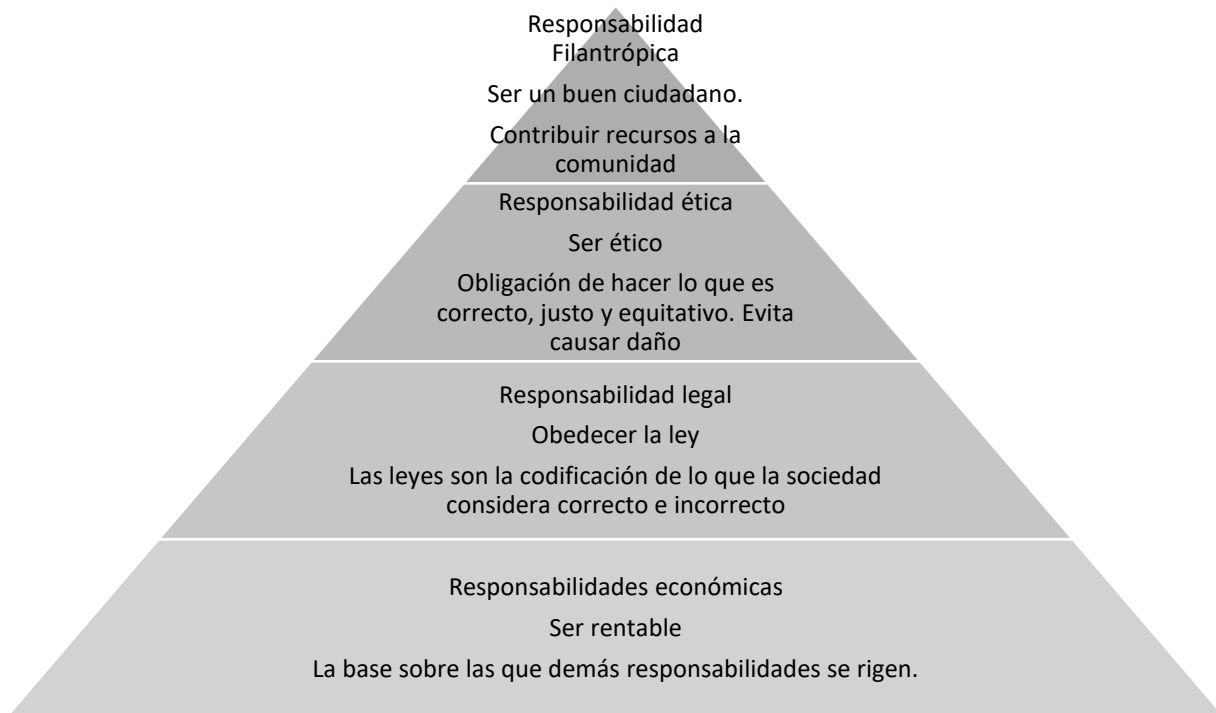 Responsabilidad
Filantrópica
Ser un buen ciudadano.
Contribuir recursos a la
comunidad
Responsabilidad ética
Ser ético
Obligación de hacer lo que es
correcto, justo y equitativo. Evita
causar daño
Responsabilidad legal
Obedecer la ley
Las leyes son la codificación de lo que la sociedad
considera correcto e incorrecto
Responsabilidades económicas
Ser rentable
La base sobre las que demás responsabilidades se rigen.